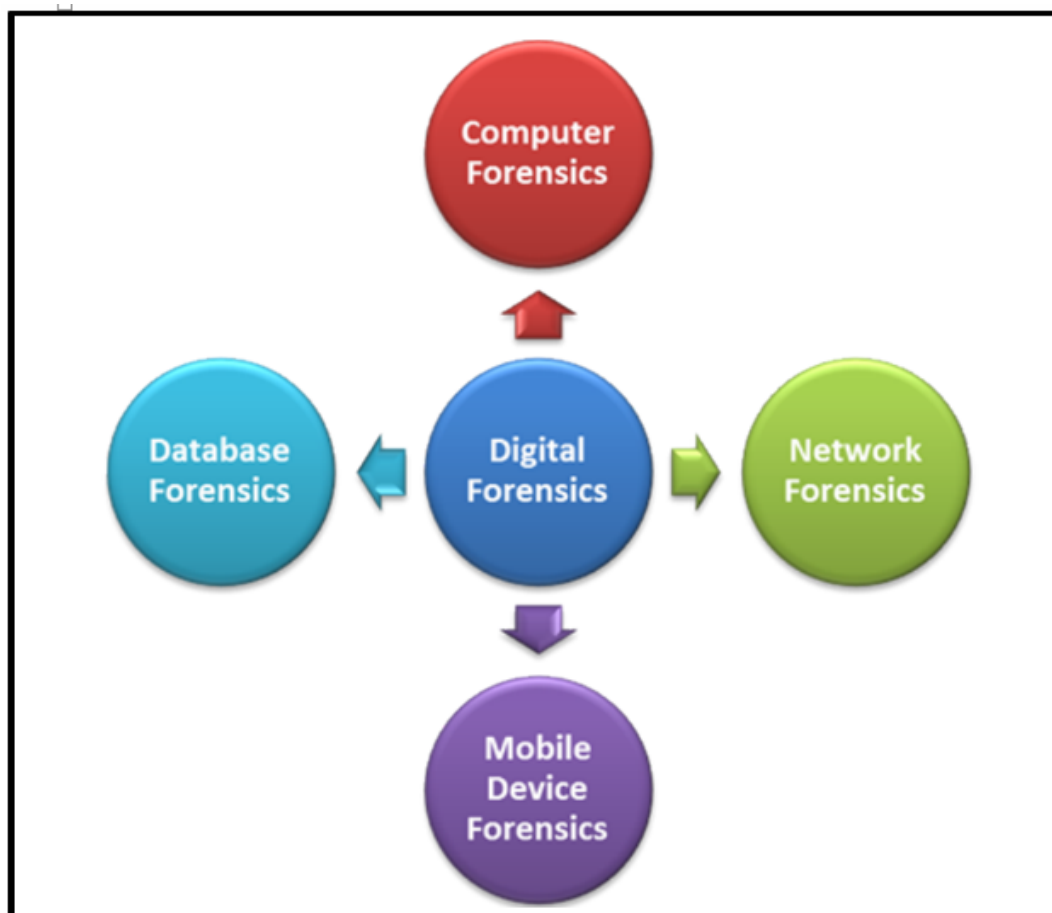 Computer
Forensics
Database
Forensics
Digital
Forensics
Network
Forensics
Mobile
Device
Forensics